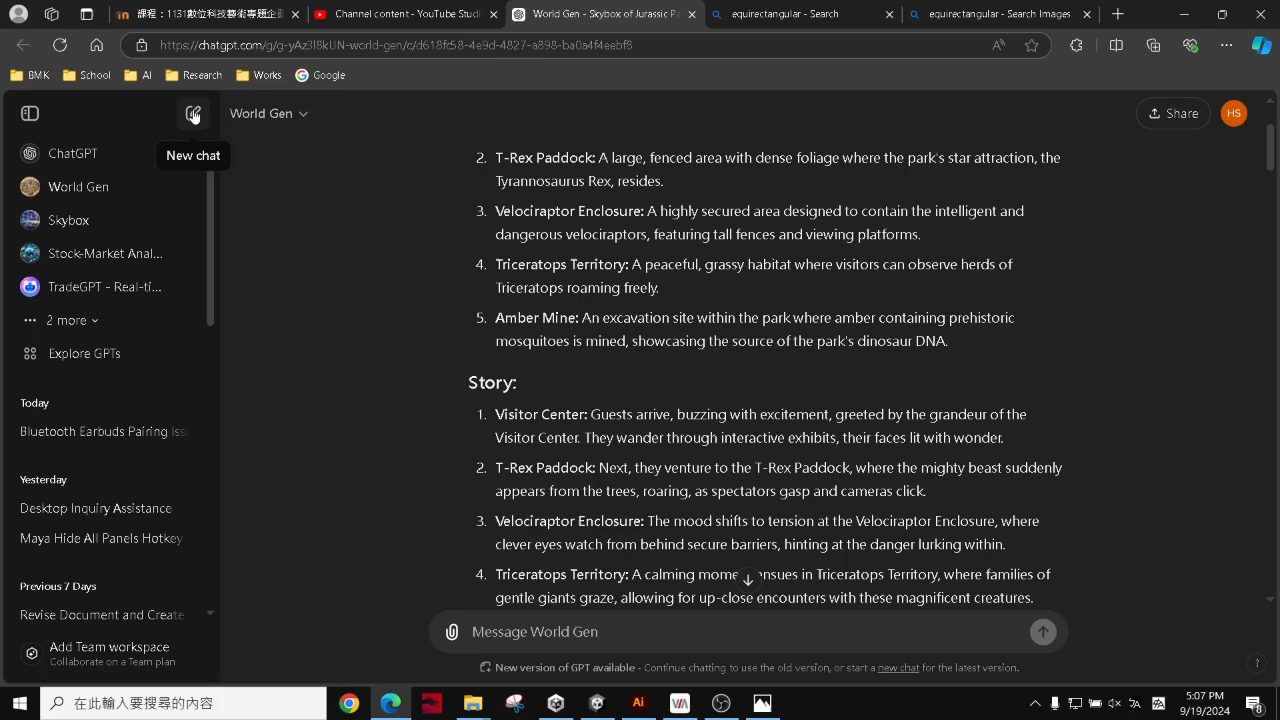 課程：1131數位科技藝術專題企
Channel content - YouTube Studi
World Gen - Skybox of Jurassic Pa
equirectangular - Search
equirectangular - Search Images
https://chatgpt.com/g/g-yAz3l8kUN-world-gen/c/d618fc58-4e9d-4827-a898-ba0a4f4eebf8
BMK
School
AI
Research
Works
Google
World Gen
Share
HS
New chat
ChatGPT
World Gen
Skybox
Stock-Market Anal...
TradeGPT - Real-ti...
2 more
Explore GPTs
Today
Bluetooth Earbuds Pairing Iss
Yesterday
Desktop Inquiry Assistance
Maya Hide All Panels Hotkey
Previous 7 Days
Revise Document and Create
Add Team workspace
Collaborate on a Team plan
2. T-Rex Paddock: A large, fenced area with dense foliage where the park's star attraction, the
Tyrannosaurus Rex, resides.
3. Velociraptor Enclosure: A highly secured area designed to contain the intelligent and
dangerous velociraptors, featuring tall fences and viewing platforms.
4. Triceratops Territory: A peaceful, grassy habitat where visitors can observe herds of
Triceratops roaming freely.
5. Amber Mine: An excavation site within the park where amber containing prehistoric
mosquitoes is mined, showcasing the source of the park's dinosaur DNA.
Story:
1. Visitor Center: Guests arrive, buzzing with excitement, greeted by the grandeur of the
Visitor Center. They wander through interactive exhibits, their faces lit with wonder.
2. T-Rex Paddock: Next, they venture to the T-Rex Paddock, where the mighty beast suddenly
appears from the trees, roaring, as spectators gasp and cameras click.
3. Velociraptor Enclosure: The mood shifts to tension at the Velociraptor Enclosure, where
clever eyes watch from behind secure barriers, hinting at the danger lurking within.
4. Triceratops Territory: A calming mome ensues in Triceratops Territory, where families of
gentle giants graze, allowing for up-close encounters with these magnificent creatures.
Message World Gen
New version of GPT available - Continue chatting to use the old version, or start a new chat for the latest version.
?
在此輸入要搜尋的內容
Ai
VIA
5:07 PM
9/19/2024
8